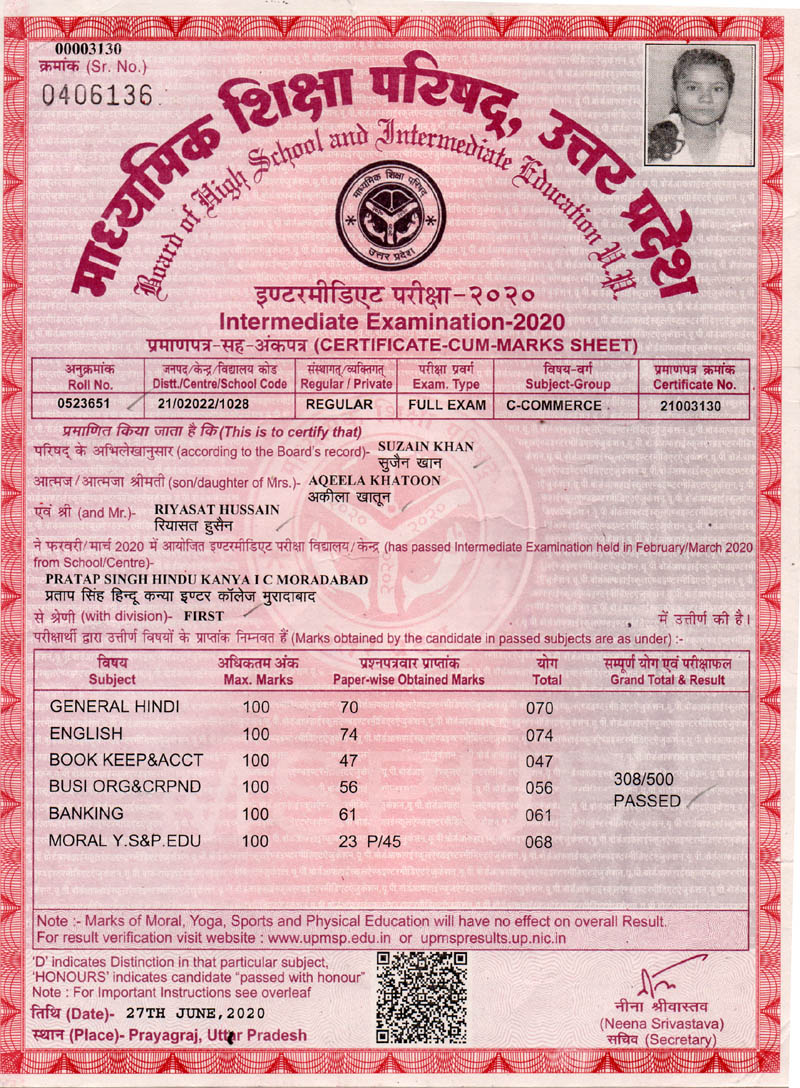 00003130
क्रमांक (Sr. No.)
0406136
माध्यमिक शिक्षा परिषद्, उत्तर प्रदेश
Board of High School and Intermediate Education U.P.
माध्यमिक शिक्षा परिषद्
उत्तर प्रदेश
इण्टरमीडिएट परीक्षा-२०२०
Intermediate Examination-2020
प्रमाणपत्र-सह-अंकपत्र (CERTIFICATE-CUM-MARKS SHEET)
अनुक्रमांक जनपद/केन्द्र/विद्यालय कोड संस्थागत/व्यक्तिगत परीक्षा प्रवर्ग विषय-वर्ग प्रमाणपत्र क्रमांक
Roll No. Distt./Centre/School Code Regular / Private Exam. Type Subject-Group Certificate No.
0523651 21/02022/1028 REGULAR FULL EXAM C-COMMERCE 21003130
प्रमाणित किया जाता है कि (This is to certify that)
परिषद् के अभिलेखानुसार (according to the Board's record)- SUZAIN KHAN
सुजैन खान
आत्मज/आत्मजा श्रीमती (son/daughter of Mrs.)- AQEELA KHATOON
अकीला खातून
एंव श्री (and Mr.)- RIYASAT HUSSAIN
रियासत हुसैन
ने फरवरी/मार्च 2020 में आयोजित इण्टरमीडिएट परीक्षा विद्यालय/केन्द्र (has passed Intermediate Examination held in February/March 2020
from School/Centre)-
PRATAP SINGH HINDU KANYA I C MORADABAD
प्रताप सिंह हिन्दू कन्या इण्टर कॉलेज मुरादाबाद
से श्रेणी (with division)- FIRST में उत्तीर्ण की है।
परीक्षार्थी द्वारा उत्तीर्ण विषयों के प्राप्तांक निम्नवत हैं (Marks obtained by the candidate in passed subjects are as under) :-
विषय अधिकतम अंक प्रश्नपत्रवार प्राप्तांक योग सम्पूर्ण योग एवं परीक्षाफल
Subject Max. Marks Paper-wise Obtained Marks Total Grand Total & Result
GENERAL HINDI 100 70 070
ENGLISH 100 74 074
BOOK KEEP&ACCT 100 47 047
308/500
BUSI ORG&CRPND 100 56 056
PASSED
BANKING 100 61 061
MORAL Y.S&P.EDU 100 23 P/45 068
Note :- Marks of Moral, Yoga, Sports and Physical Education will have no effect on overall Result.
For result verification visit website : www.upmsp.edu.in or upmspresults.up.nic.in
'D' indicates Distinction in that particular subject,
'HONOURS' indicates candidate "passed with honour"
Note : For Important Instructions see overleaf
तिथि (Date)- 27TH JUNE,2020
स्थान (Place)- Prayagraj, Uttar Pradesh
नीना श्रीवास्तव
(Neena Srivastava)
सचिव (Secretary)